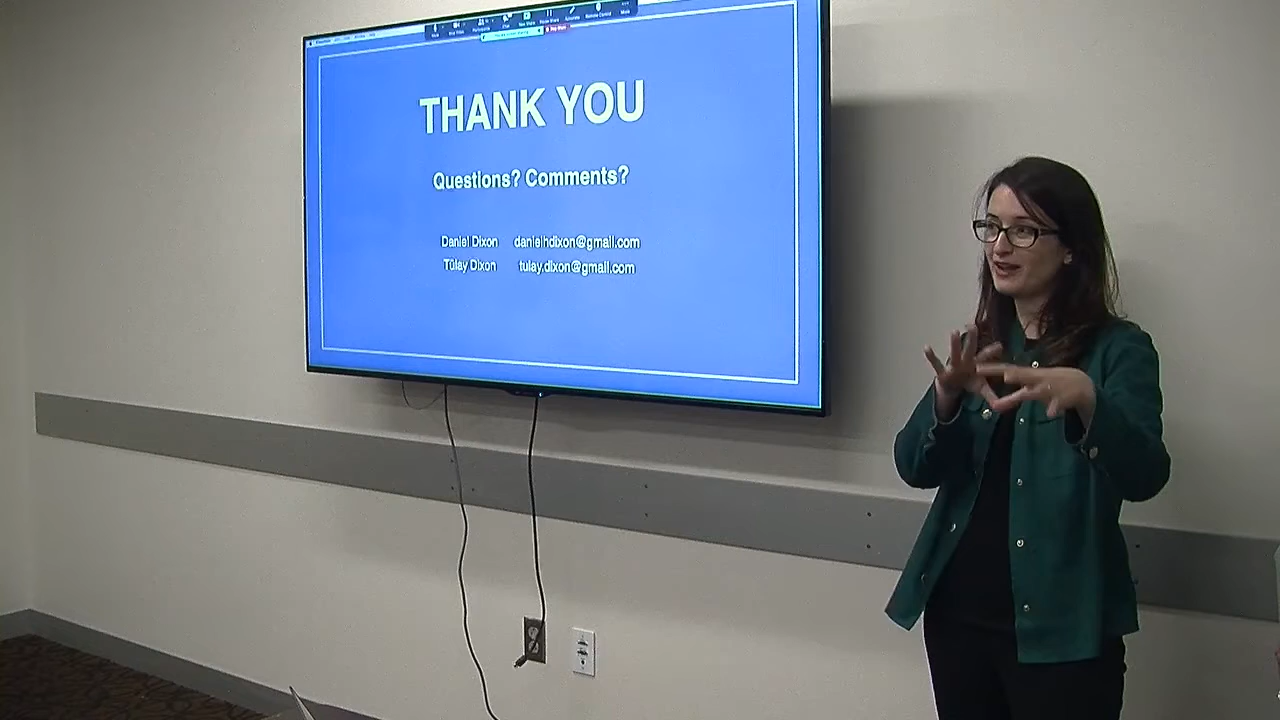 THANK YOU
Questions? Comments?
Daniel Dixon danielhdixon@gmail.com
Tülay Dixon tulay.dixon@gmail.com